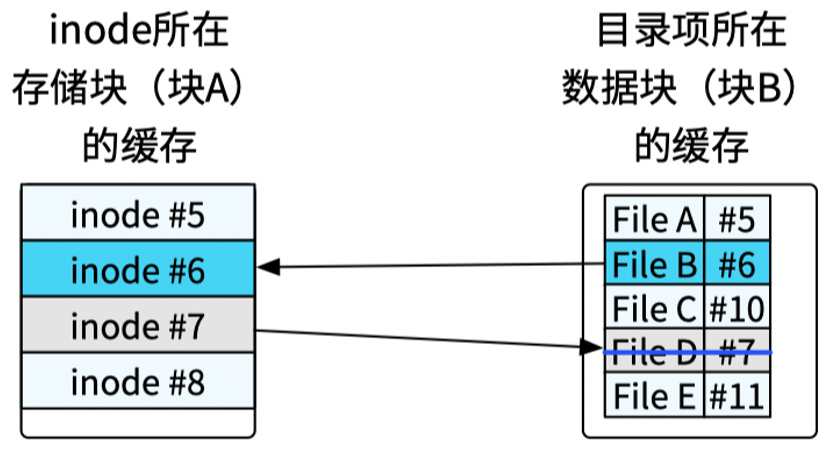 inode所在
存储块（块A）
的缓存
inode #5
inode #6
inode #7
inode #8
目录项所在
数据块（块B）
的缓存
File A #5
File B #6
File C #10
File D #7
File E #11